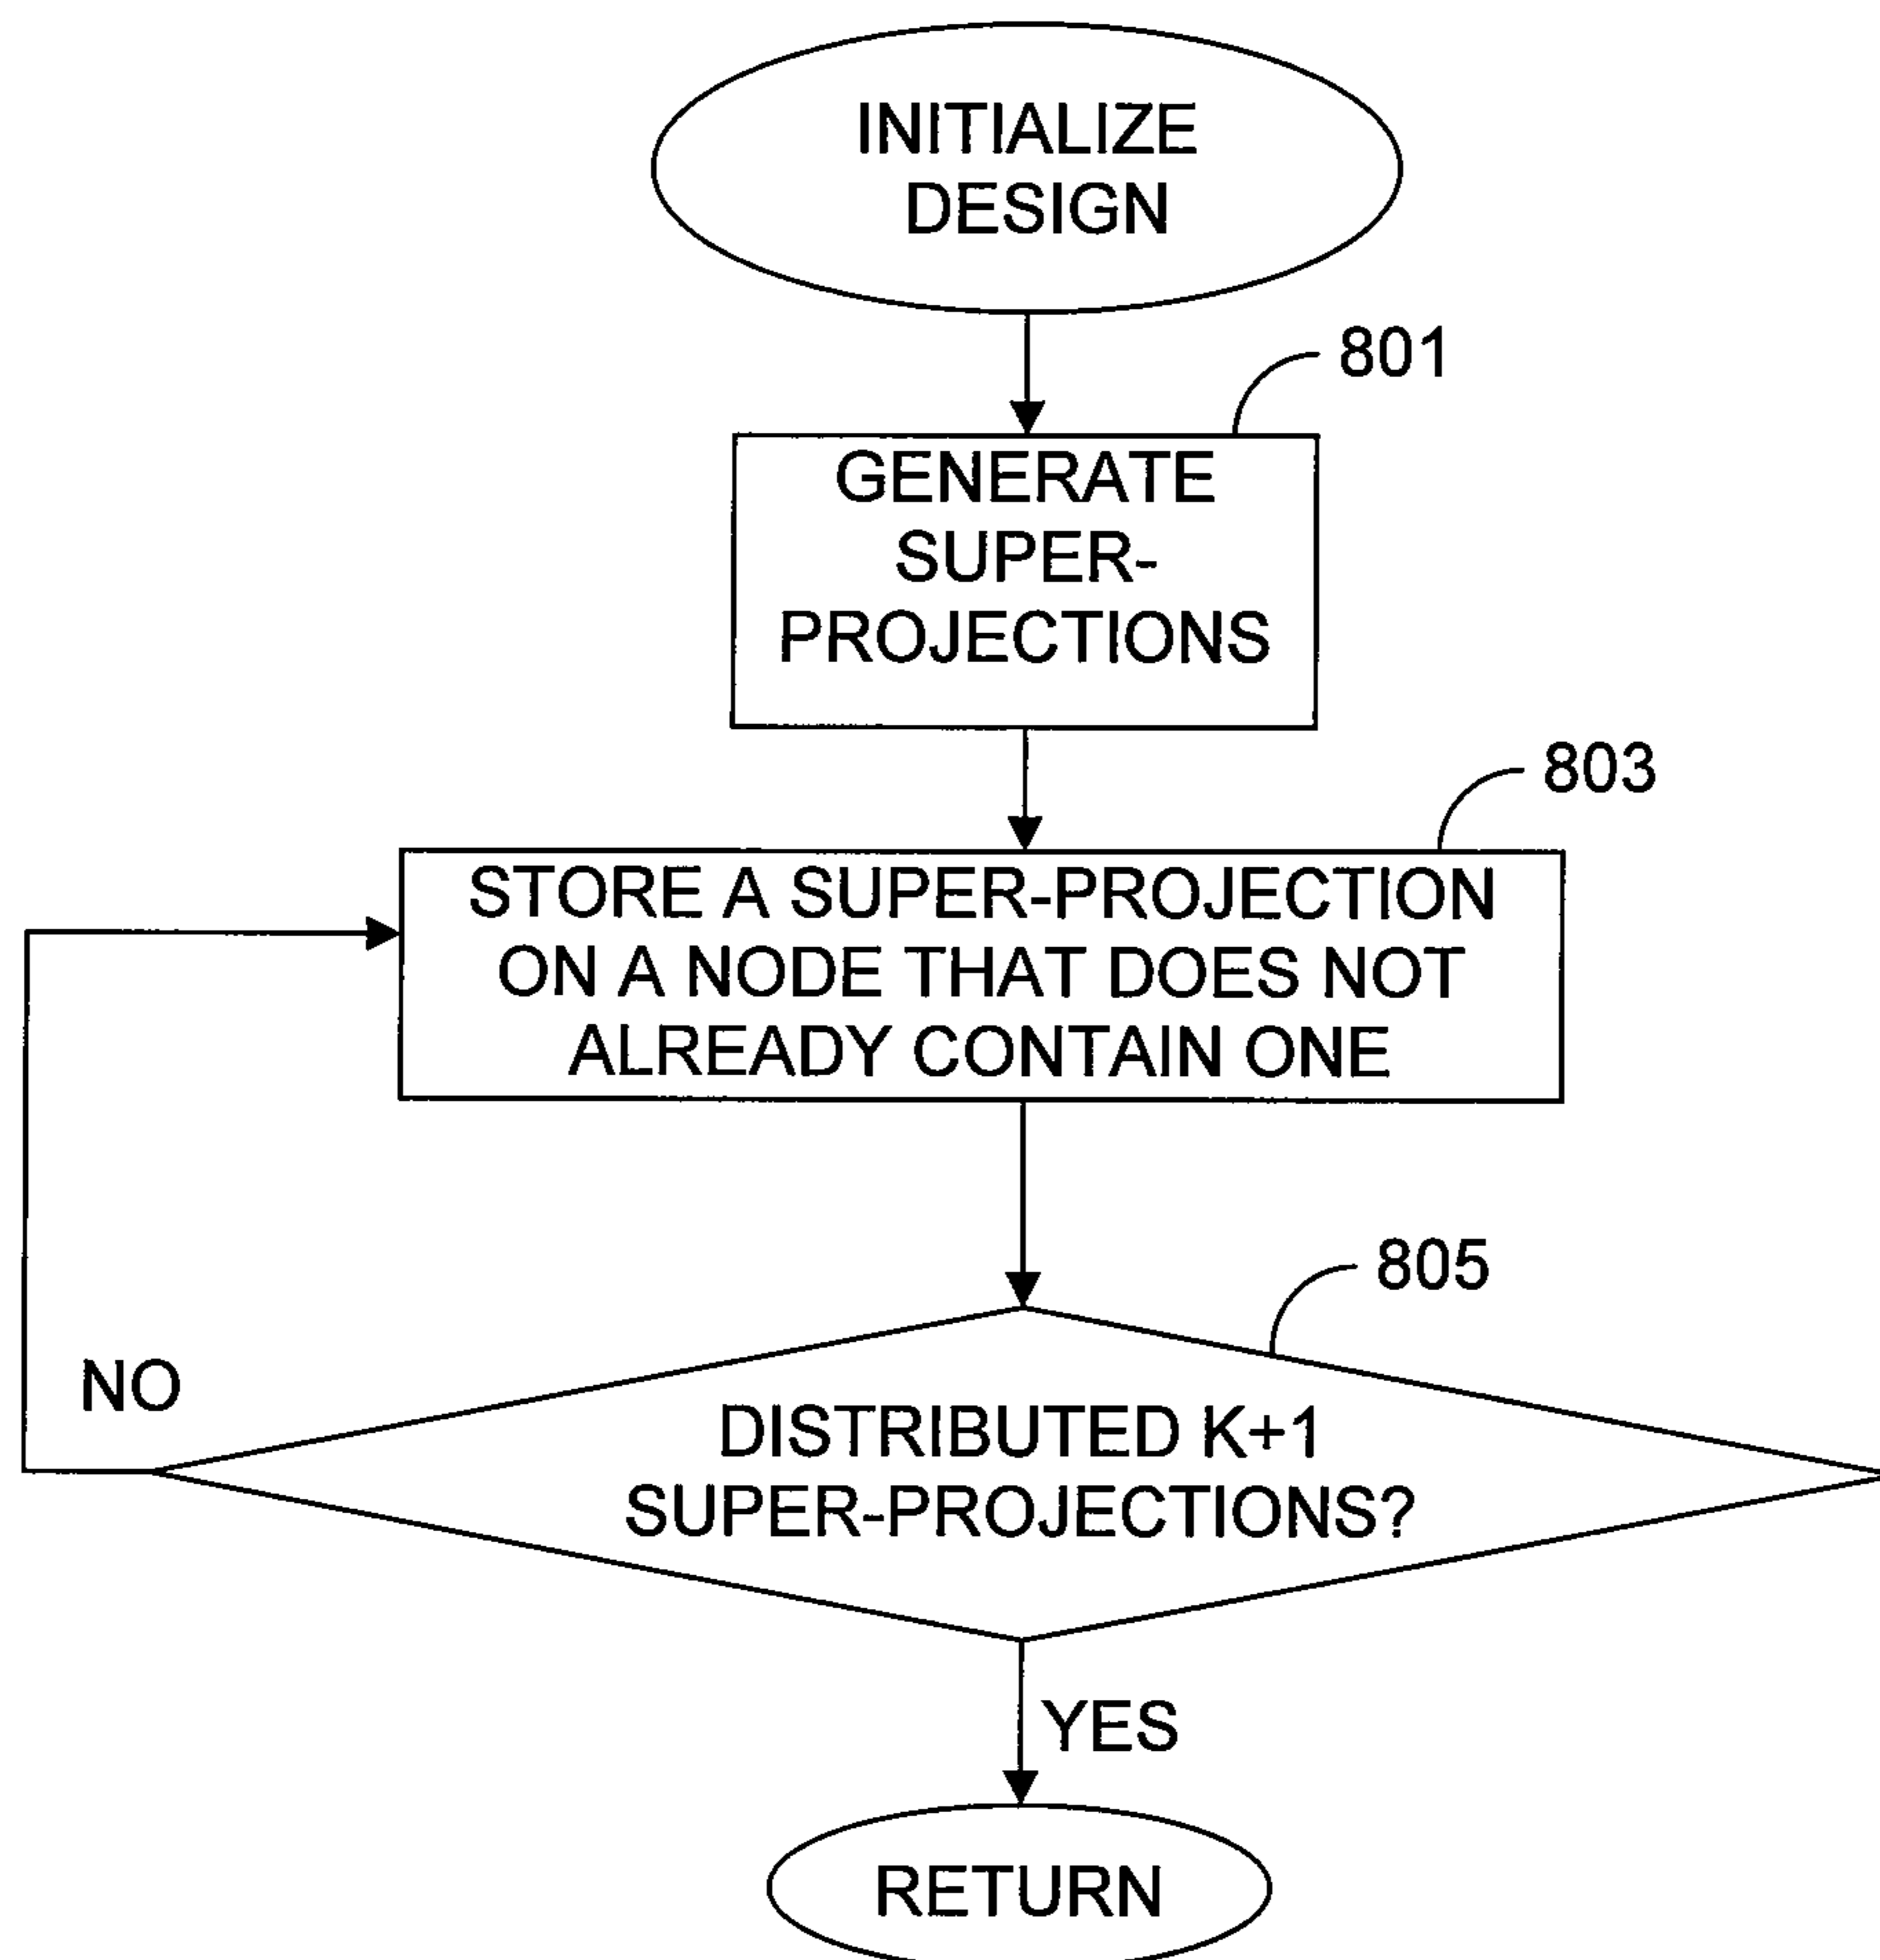 INITIALIZE
DESIGN
801
GENERATE
SUPER-
PROJECTIONS
803
STORE A SUPER-PROJECTION
ON A NODE THAT DOES NOT
ALREADY CONTAIN ONE
805
NO
DISTRIBUTED K+1
SUPER-PROJECTIONS?
YES
RETURN